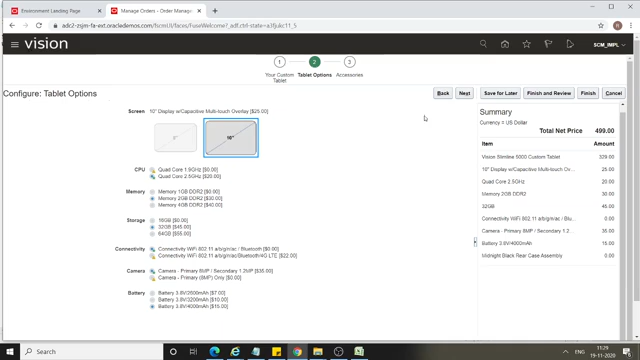 Environment Landing Page
Manage Orders - Order Manage
adc2-zsjm-fa-ext.oracledemos.com/fscmUI/faces/FuseWelcome?_adf.ctrl-state=a3fjukc11_5
vision
SCM_IMPL
1
2
3
Your Custom Tablet
Tablet Options
Accessories
Configure: Tablet Options
Back
Next
Save for Later
Finish and Review
Finish
Cancel
Screen
10" Display w/Capacitive Multi-touch Overlay [$25.00]
10"
CPU
Quad Core 1.9GHz [$0.00]
Quad Core 2.5GHz [$20.00]
Memory
Memory 1GB DDR2 [$0.00]
Memory 2GB DDR2 [$30.00]
Memory 4GB DDR2 [$40.00]
Storage
16GB [$0.00]
32GB [$45.00]
64GB [$55.00]
Connectivity
Connectivity WiFi 802.11 a/b/g/n/ac / Bluetooth [$0.00]
Connectivity WiFi 802.11 a/b/g/n/ac/Bluetooth/4G LTE [$22.00]
Camera
Camera - Primary 8MP / Secondary 1.2MP [$35.00]
Camera - Primary (8MP) Only [$0.00]
Battery
Battery 3.8V/2600mAh [$7.00]
Battery 3.8V/3200mAh [$10.00]
Battery 3.8V/4000mAh [$15.00]
Summary
Currency = US Dollar
Total Net Price 499.00
Item Amount
Vision Slimline 5000 Custom Tablet 329.00
10" Display w/Capacitive Multi-touch Ov... 25.00
Quad Core 2.5GHz 20.00
Memory 2GB DDR2 30.00
32GB 45.00
Connectivity WiFi 802.11 a/b/g/n/ac / Blu... 0.00
Camera - Primary 8MP / Secondary 1.2... 35.00
Battery 3.8V/4000mAh 15.00
Midnight Black Rear Case Assembly 0.00
Search
ENG
11:29
19-11-2020